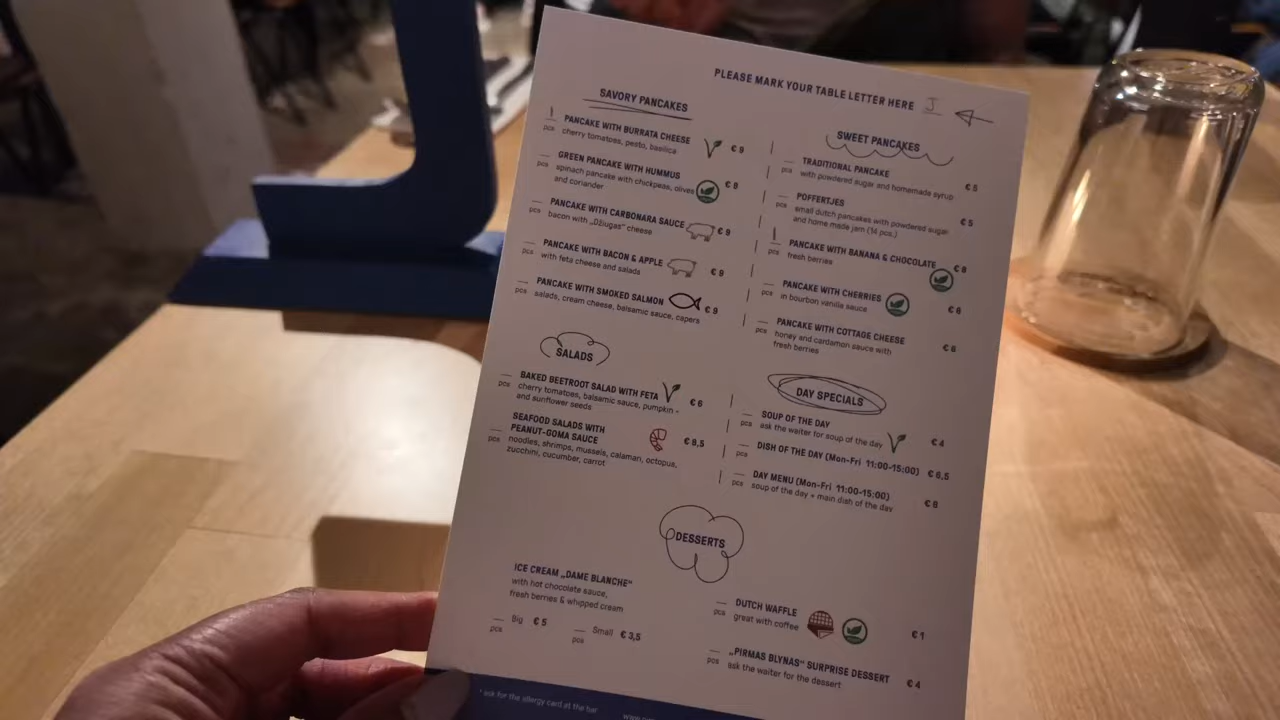 PLEASE MARK YOUR TABLE LETTER HERE J
SAVORY PANCAKES
1 pcs PANCAKE WITH BURRATA CHEESE € 9
cherry tomatoes, pesto, basilica
pcs GREEN PANCAKE WITH HUMMUS € 8
spinach pancake with chickpeas, olives
and coriander
pcs PANCAKE WITH CARBONARA SAUCE € 9
bacon with „Džiugas" cheese
pcs PANCAKE WITH BACON & APPLE € 9
with feta cheese and salads
pcs PANCAKE WITH SMOKED SALMON € 9
salads, cream cheese, balsamic sauce, capers
SALADS
pcs BAKED BEETROOT SALAD WITH FETA € 6
cherry tomatoes, balsamic sauce, pumpkin -
and sunflower seeds
SEAFOOD SALADS WITH
pcs PEANUT-GOMA SAUCE € 8,5
noodles, shrimps, mussels, calamari, octopus,
zucchini, cucumber, carrot
SWEET PANCAKES
pcs TRADITIONAL PANCAKE € 5
with powdered sugar and homemade syrup
pcs POFFERTJES € 5
small dutch pancakes with powdered sugar
and home made jam (14 pcs.)
1 pcs PANCAKE WITH BANANA & CHOCOLATE € 8
fresh berries
pcs PANCAKE WITH CHERRIES € 6
in bourbon vanilla sauce
pcs PANCAKE WITH COTTAGE CHEESE € 8
honey and cardamon sauce with
fresh berries
DAY SPECIALS
pcs SOUP OF THE DAY € 4
ask the waiter for soup of the day
pcs DISH OF THE DAY (Mon-Fri 11:00-15:00) € 6,5
pcs DAY MENU (Mon-Fri 11:00-15:00) € 8
soup of the day + main dish of the day
DESSERTS
ICE CREAM „DAME BLANCHE"
with hot chocolate sauce,
fresh berries & whipped cream
pcs Big € 5 pcs Small € 3,5
pcs DUTCH WAFFLE € 1
great with coffee
pcs „PIRMAS BLYNAS" SURPRISE DESSERT € 4
ask the waiter for the dessert
* ask for the allergy card at the bar